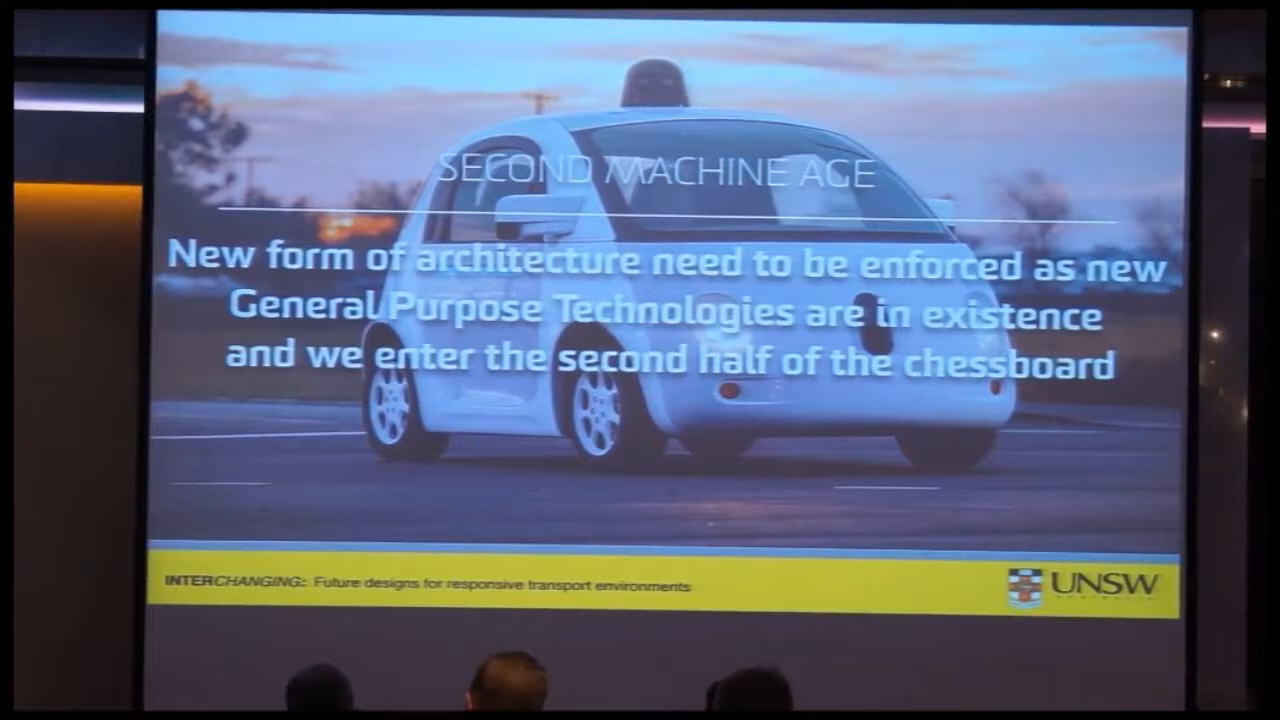 SECOND MACHINE AGE
New form of architecture need to be enforced as new
General Purpose Technologies are in existence
and we enter the second half of the chessboard
INTERCHANGING: Future designs for responsive transport environments
UNSW